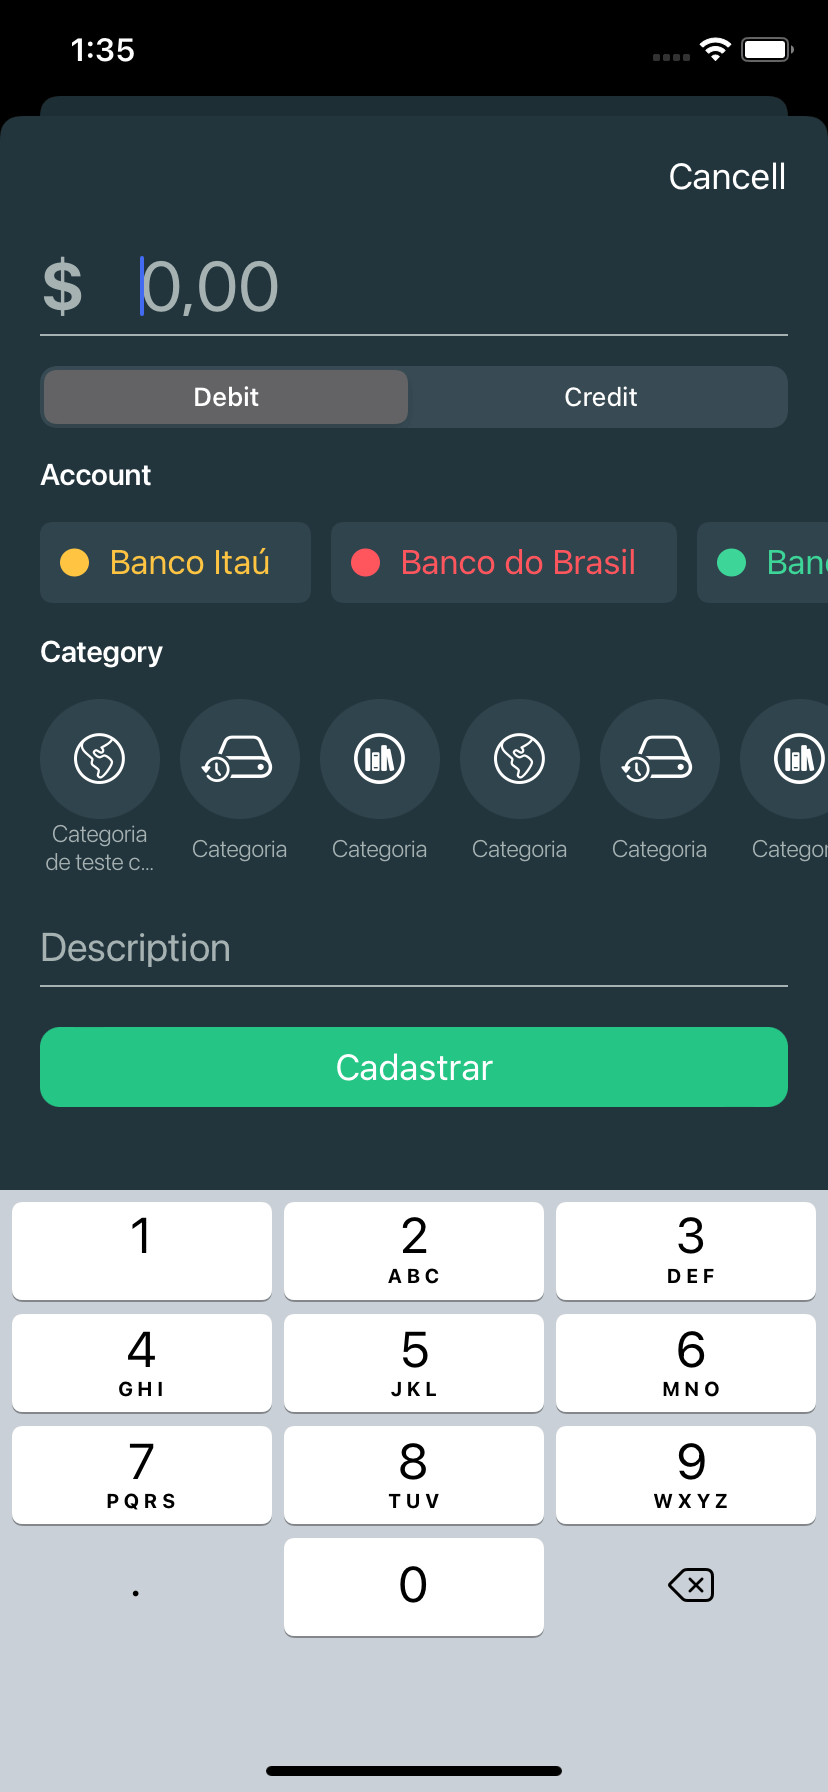 1:35
Cancell
$ 0,00
Debit Credit
Account
Banco Itaú Banco do Brasil Ban
Category
Categoria
de teste c...
Categoria Categoria Categoria Categoria Categor
Description
Cadastrar
1 2 3
ABC DEF
4 5 6
GHI JKL MNO
7 8 9
PQRS TUV WXYZ
. 0